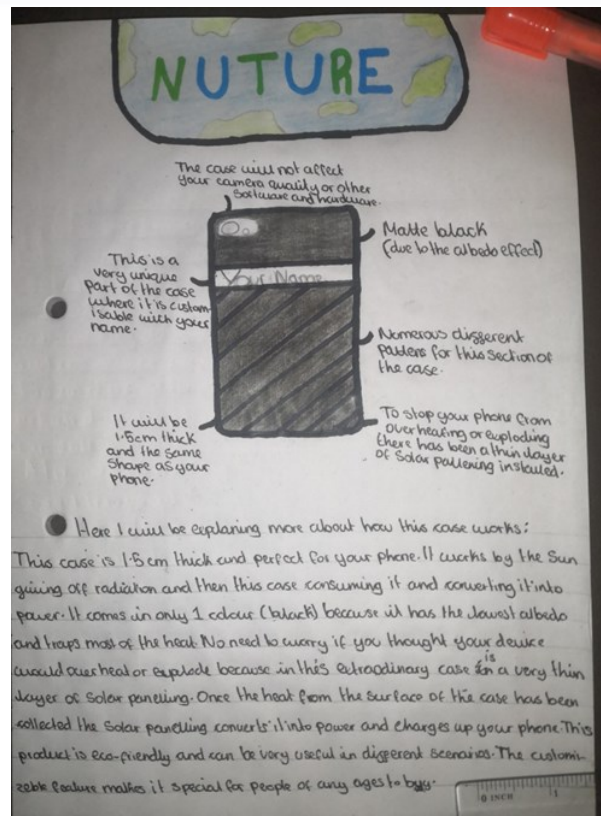 NUTURE
The case will not affect
your camera quality or other
software and hardware.
Matte black
(due to the albedo effect)
This is a
very unique
part of the case
where it is custom-
isable with your
name.
Your Name
Numerous different
patterns for this section of
the case.
It will be
1.5cm thick
and the same
shape as your
phone.
To stop your phone from
over heating or exploding
there has been a thin layer
of solar pattening installed.
Here I will be explaning more about how this case works:
This case is 1.5 cm thick and perfect for your phone. It works by the Sun
giving off radiation and then this case consuming it and converting it into
power. It comes in only 1 colour (black) because it has the lowest albedo
and traps most of the heat. No need to worry if you thought your device
would overheat or explode because in this extraodinary case is a very thin
layer of solar panelling. Once the heat from the surface of the case has been
collected the solar panelling converts it into power and charges up your phone. This
product is eco-friendly and can be very useful in different scenarios. The customi-
zeble feature makes it special for people of any ages to buy.
0 INCH 1